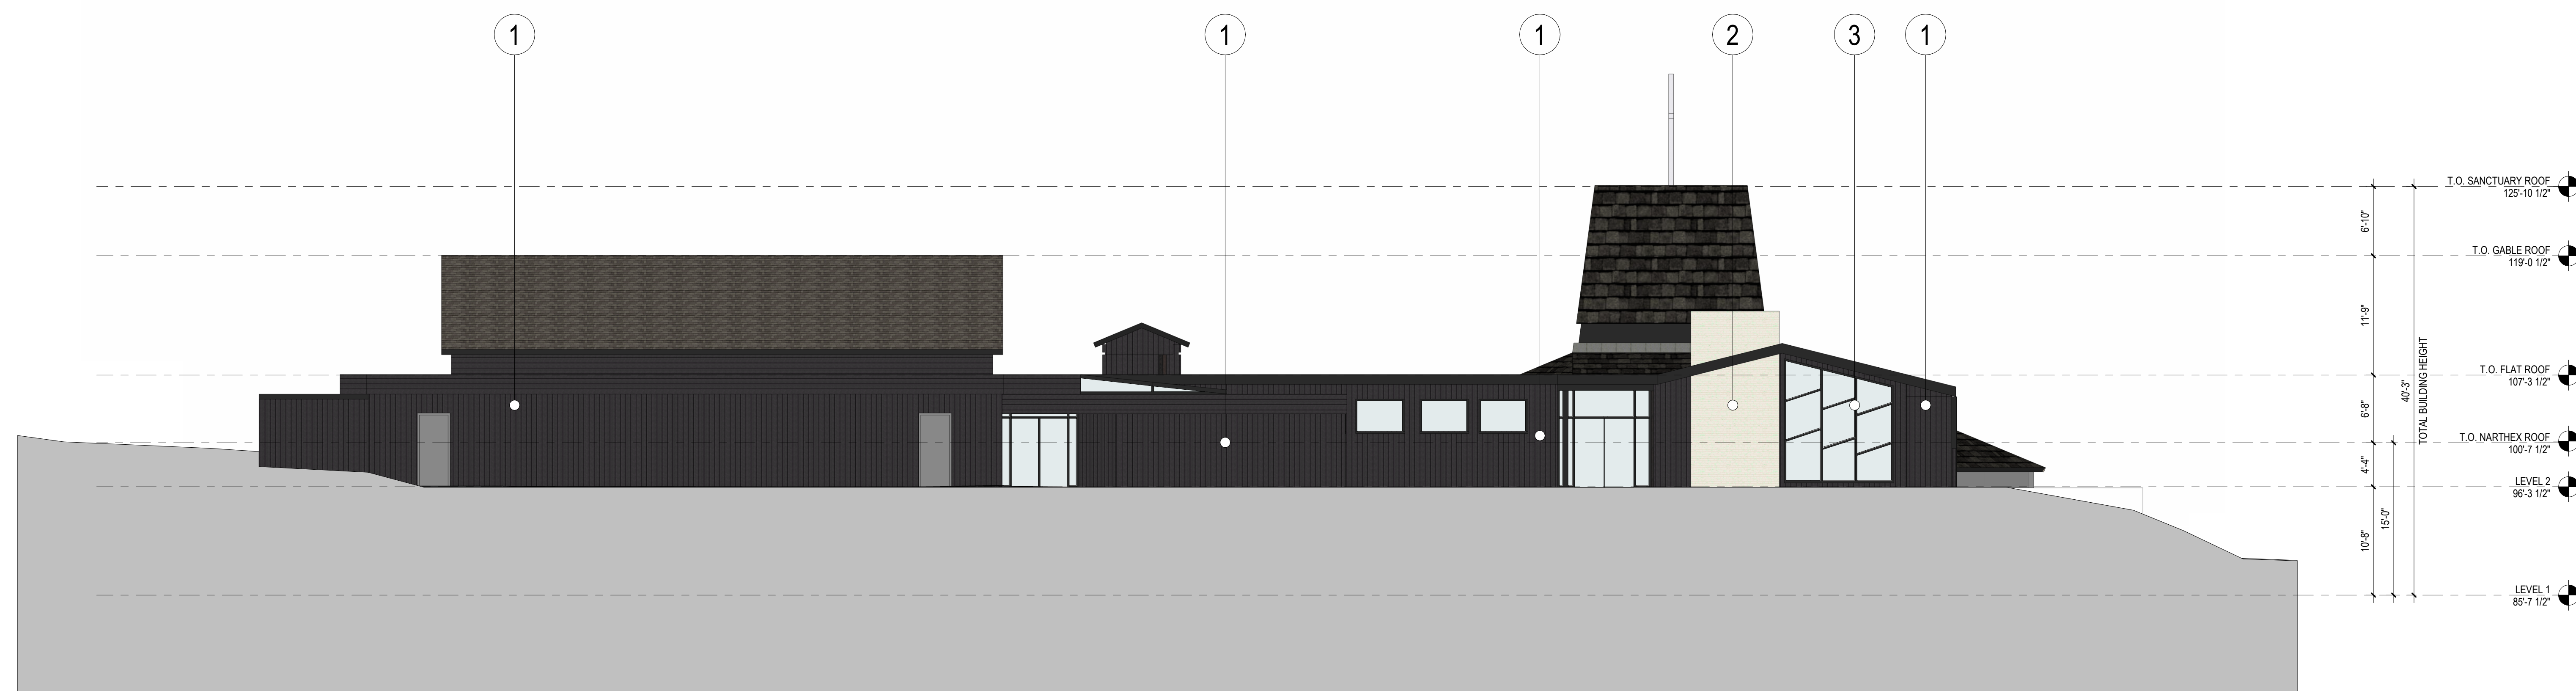 1
1
1
2
3
1
T.O. SANCTUARY ROOF
125'-10 1/2"
6'-10"
T.O. GABLE ROOF
119'-0 1/2"
11'-9"
T.O. FLAT ROOF
107'-3 1/2"
6'-8"
40'-3"
TOTAL BUILDING HEIGHT
T.O. NARTHEX ROOF
100'-7 1/2"
4'-4"
LEVEL 2
96'-3 1/2"
15'-0"
10'-8"
LEVEL 1
85'-7 1/2"